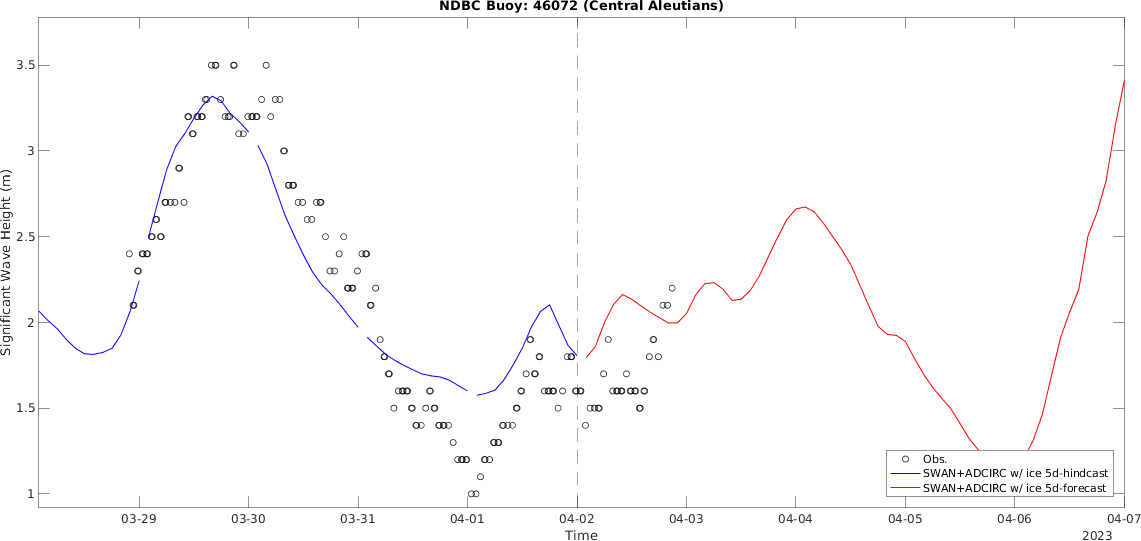 NDBC Buoy: 46072 (Central Aleutians)
Significant Wave Height (m)
3.5
3
2.5
2
1.5
1
Obs.
SWAN+ADCIRC w/ ice 5d-hindcast
SWAN+ADCIRC w/ ice 5d-forecast
03-29 03-30 03-31 04-01 04-02 04-03 04-04 04-05 04-06 04-07
Time
2023